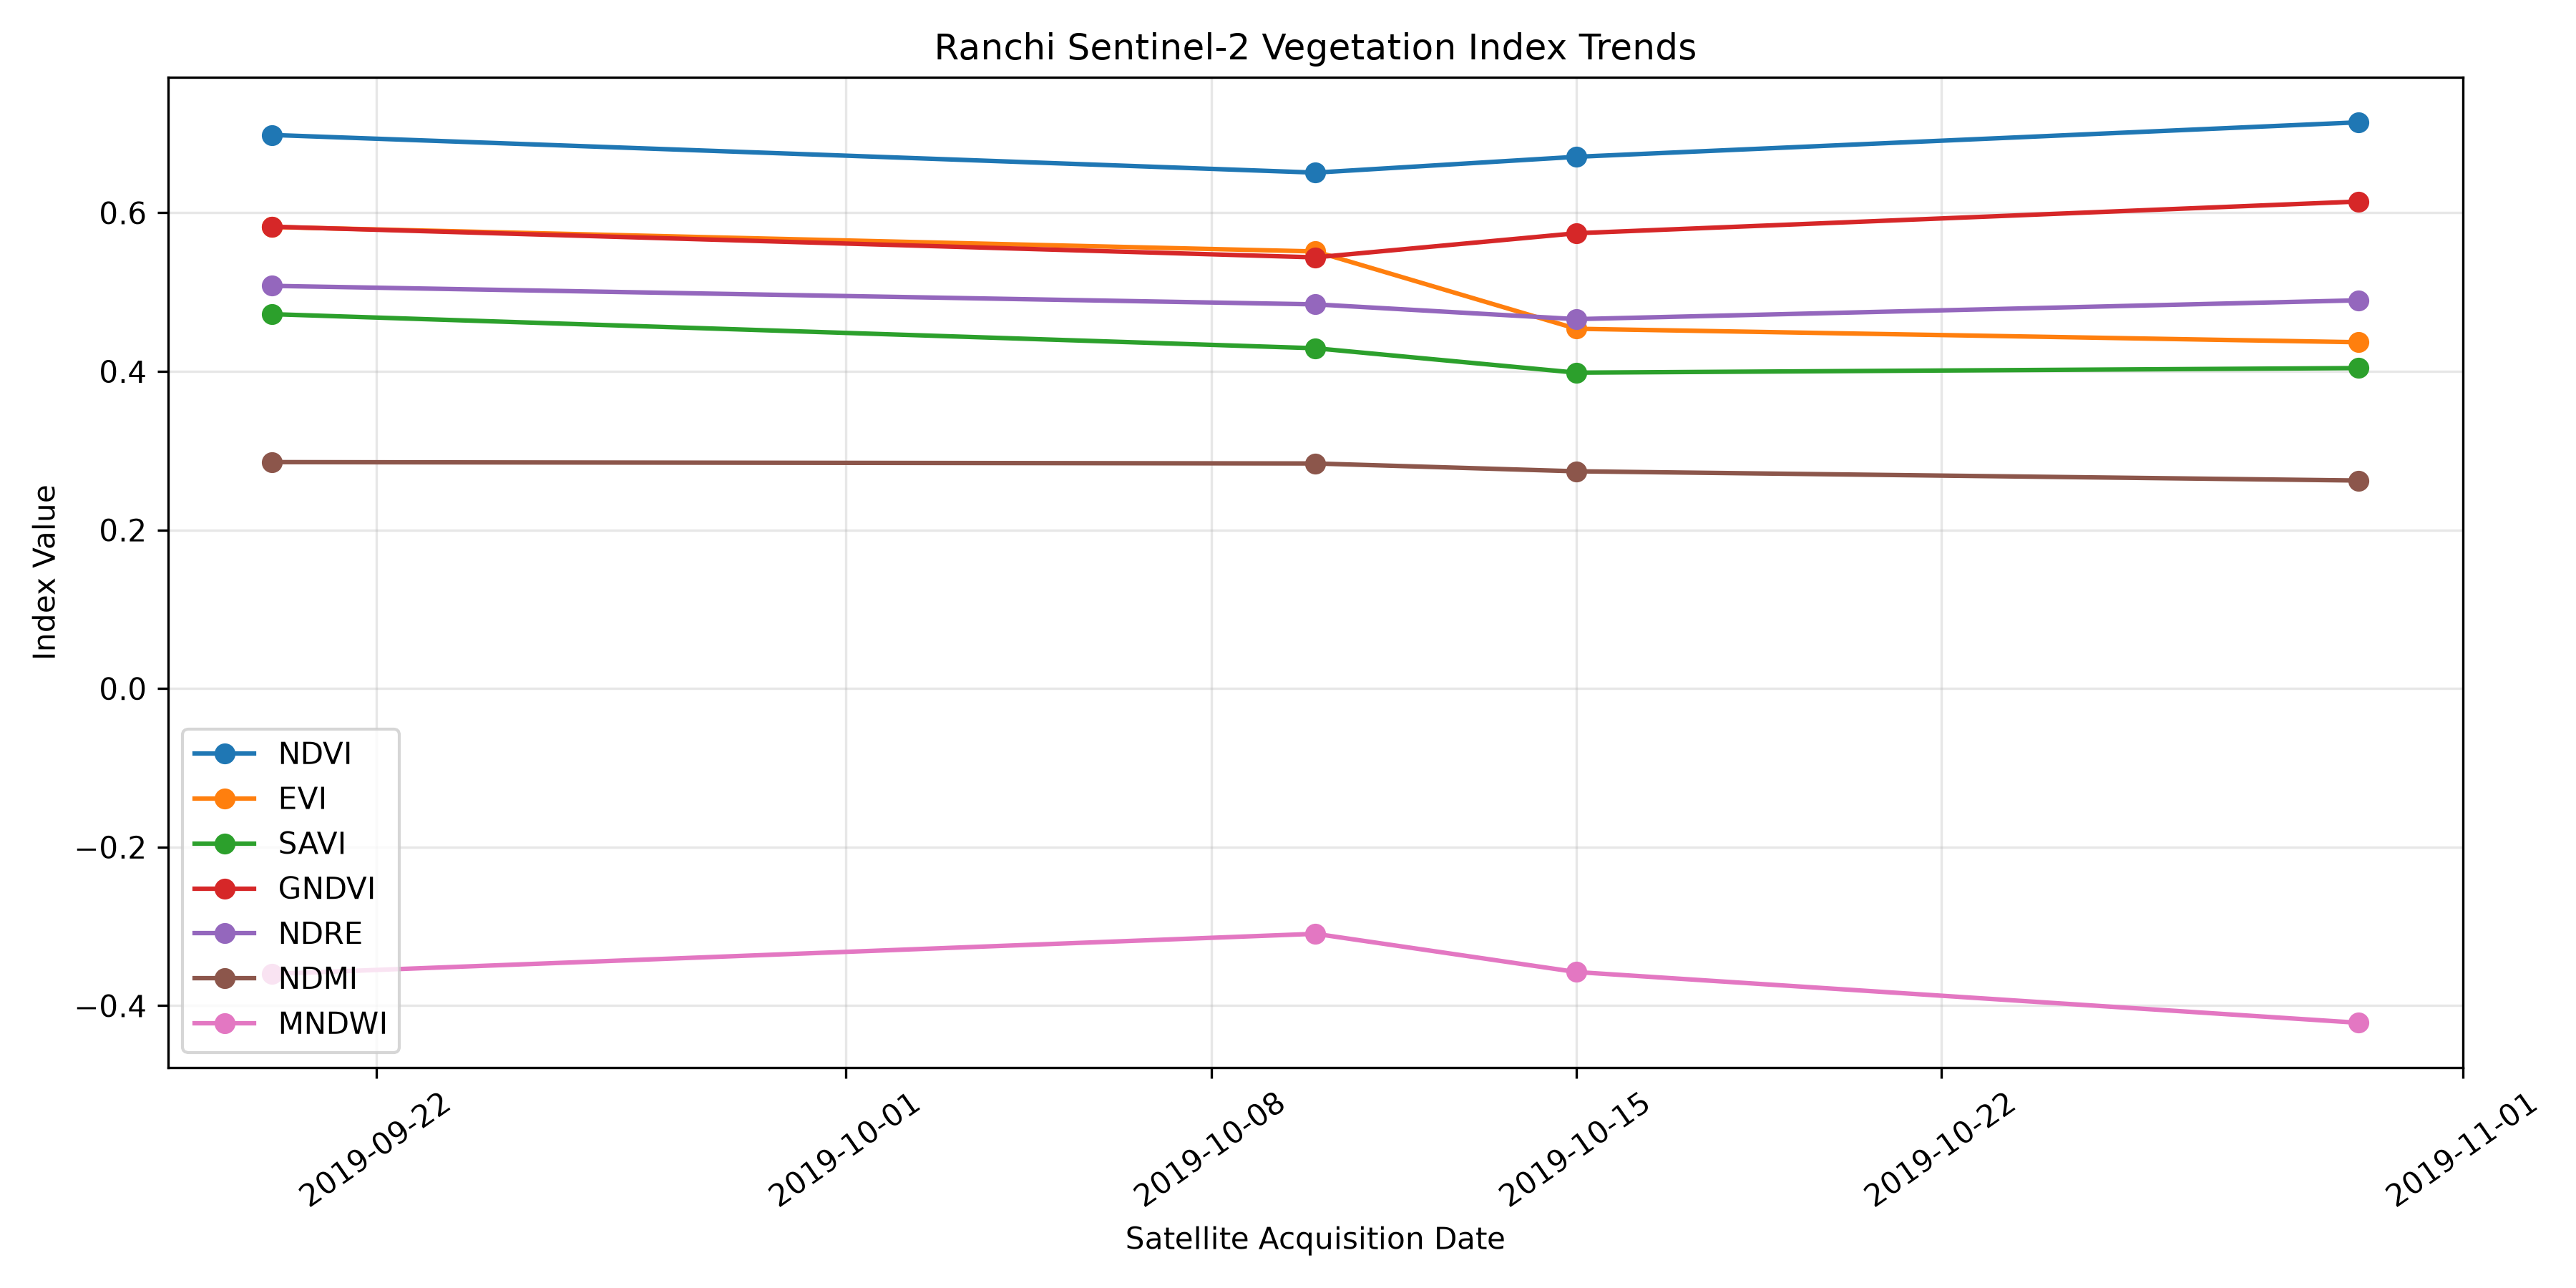 Ranchi Sentinel-2 Vegetation Index Trends
Index Value
0.6
0.4
0.2
0.0
−0.2
−0.4
NDVI
EVI
SAVI
GNDVI
NDRE
NDMI
MNDWI
2019-09-22
2019-10-01
2019-10-08
2019-10-15
2019-10-22
2019-11-01
Satellite Acquisition Date